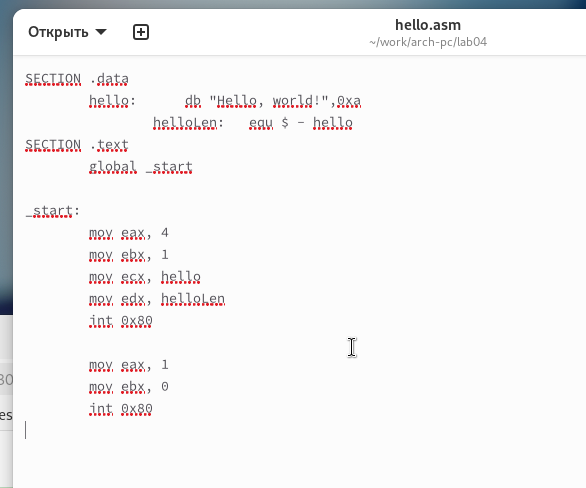 Открыть
hello.asm
~/work/arch-pc/lab04
SECTION .data
hello: db "Hello, world!",0xa
helloLen: equ $ - hello
SECTION .text
global _start
_start:
mov eax, 4
mov ebx, 1
mov ecx, hello
mov edx, helloLen
int 0x80
mov eax, 1
mov ebx, 0
int 0x80